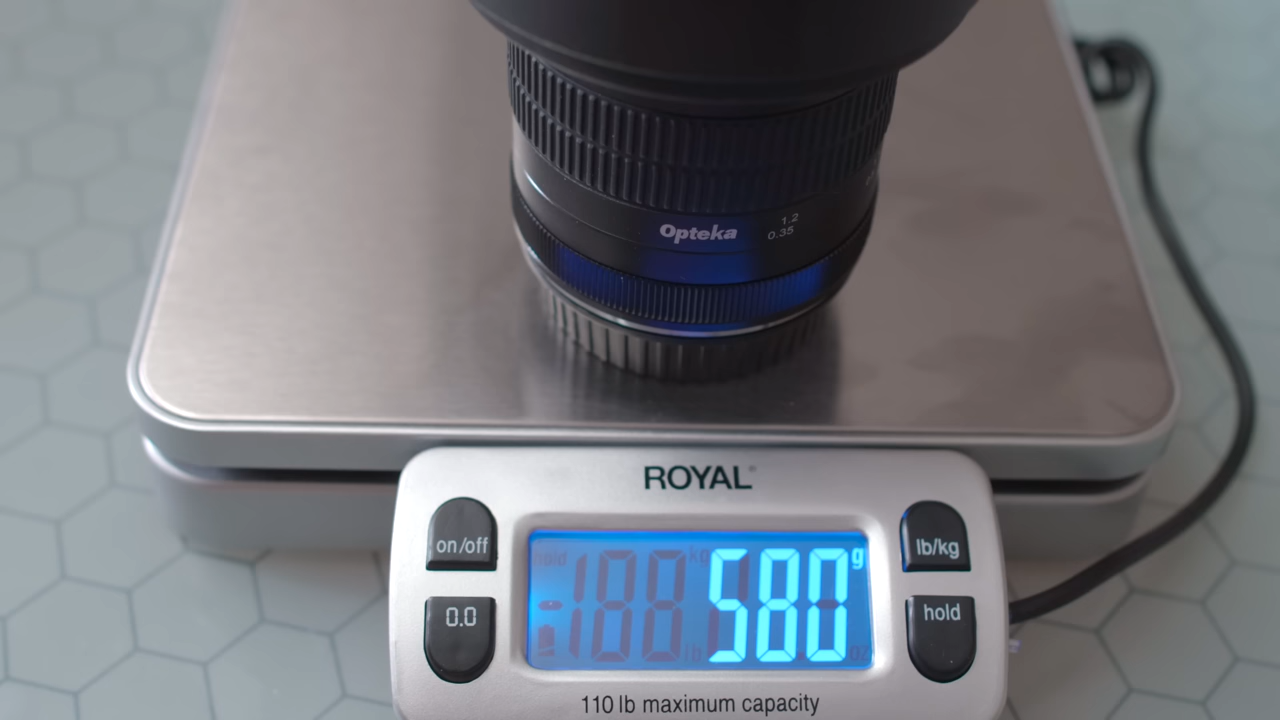 Opteka
1.2
0.35
ROYAL
on/off
lb/kg
580 g
0.0
hold
110 lb maximum capacity